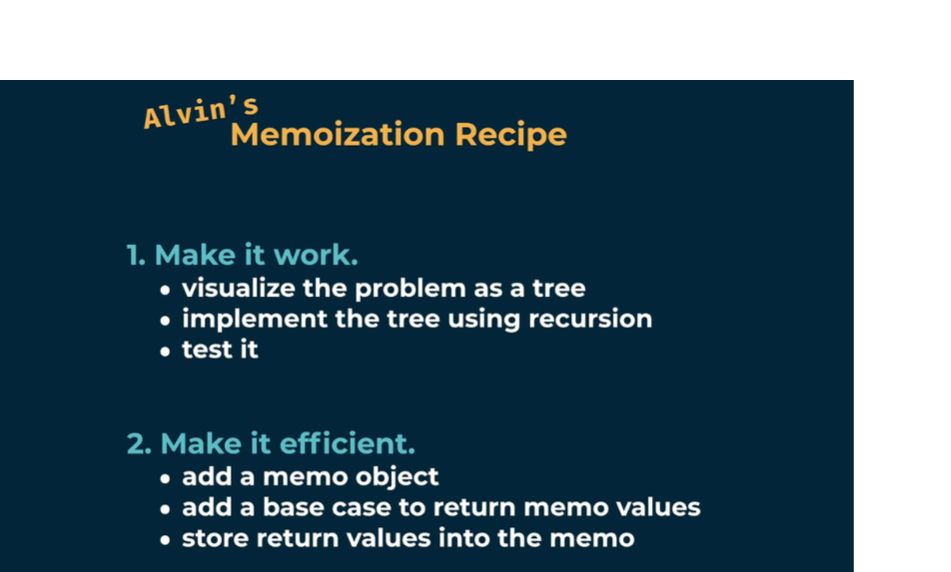 Alvin's
Memoization Recipe
1. Make it work.
• visualize the problem as a tree
• implement the tree using recursion
• test it
2. Make it efficient.
• add a memo object
• add a base case to return memo values
• store return values into the memo